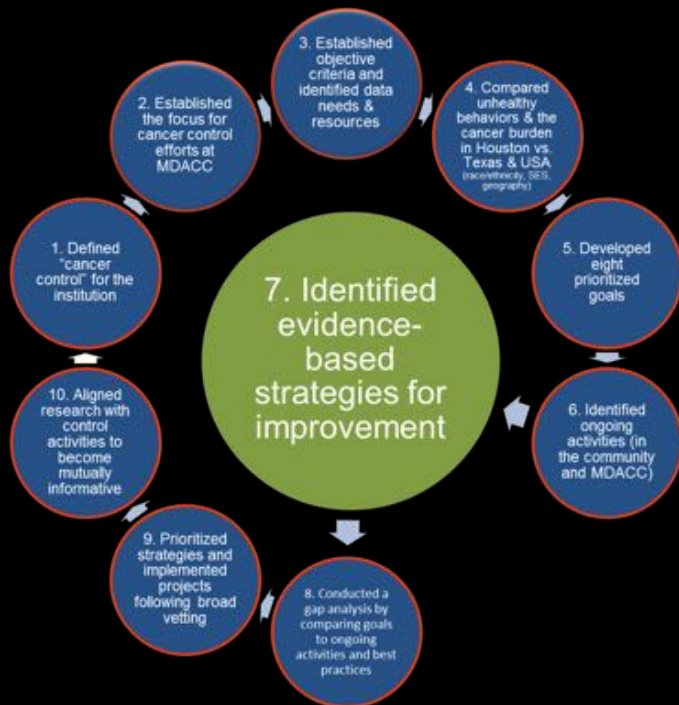 1. Defined
"cancer
control" for the
institution
2. Established
the focus for
cancer control
efforts at
MDACC
3. Established
objective
criteria and
identified data
needs &
resources
4. Compared
unhealthy
behaviors & the
cancer burden
in Houston vs.
Texas & USA
(race/ethnicity, SES,
geography)
5. Developed
eight
prioritized
goals
6. Identified
ongoing
activities (in
the community
and MDACC)
7. Identified
evidence-
based
strategies for
improvement
8. Conducted a
gap analysis by
comparing goals
to ongoing
activities and best
practices
9. Prioritized
strategies and
implemented
projects
following broad
vetting
10. Aligned
research with
control
activities to
become
mutually
informative